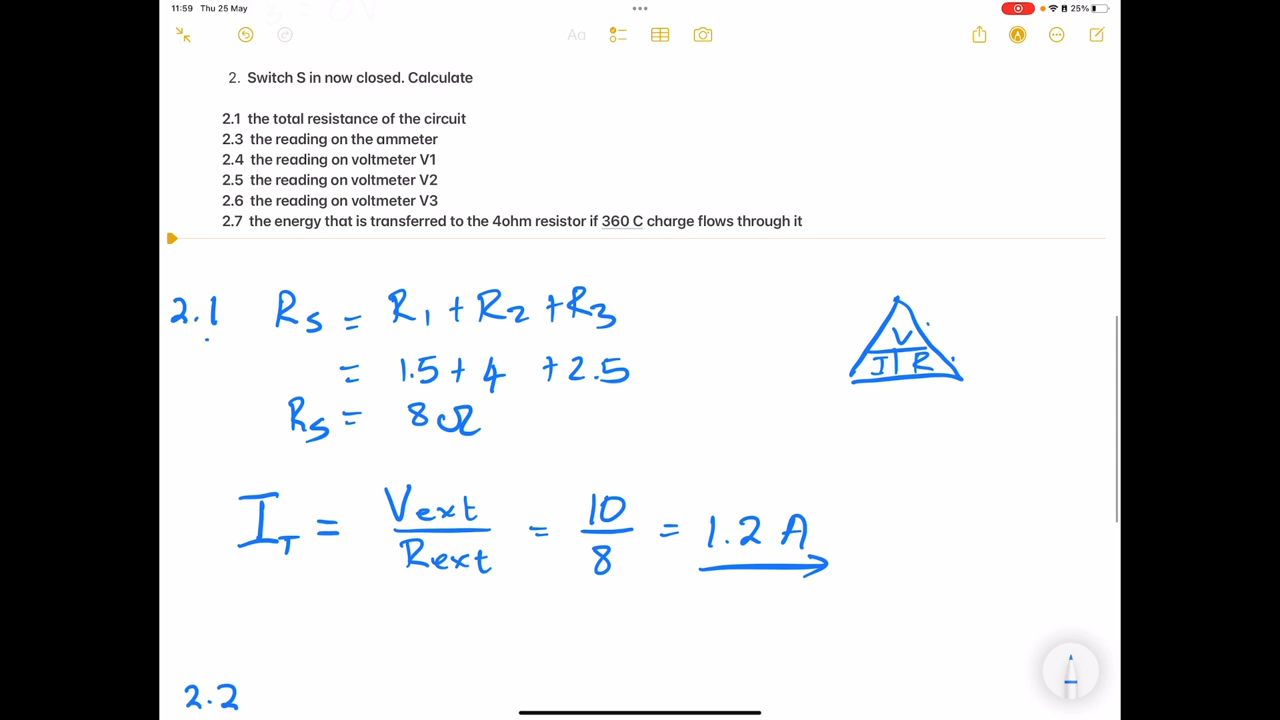 11:59 Thu 25 May
25%
Aa
2. Switch S in now closed. Calculate
2.1 the total resistance of the circuit
2.3 the reading on the ammeter
2.4 the reading on voltmeter V1
2.5 the reading on voltmeter V2
2.6 the reading on voltmeter V3
2.7 the energy that is transferred to the 4ohm resistor if 360 C charge flows through it
2.1 Rs = R1 + R2 + R3
= 1.5 + 4 + 2.5
Rs = 8 Ω
V
I R
IT = Vext / Rext = 10 / 8 = 1.2 A
2.2